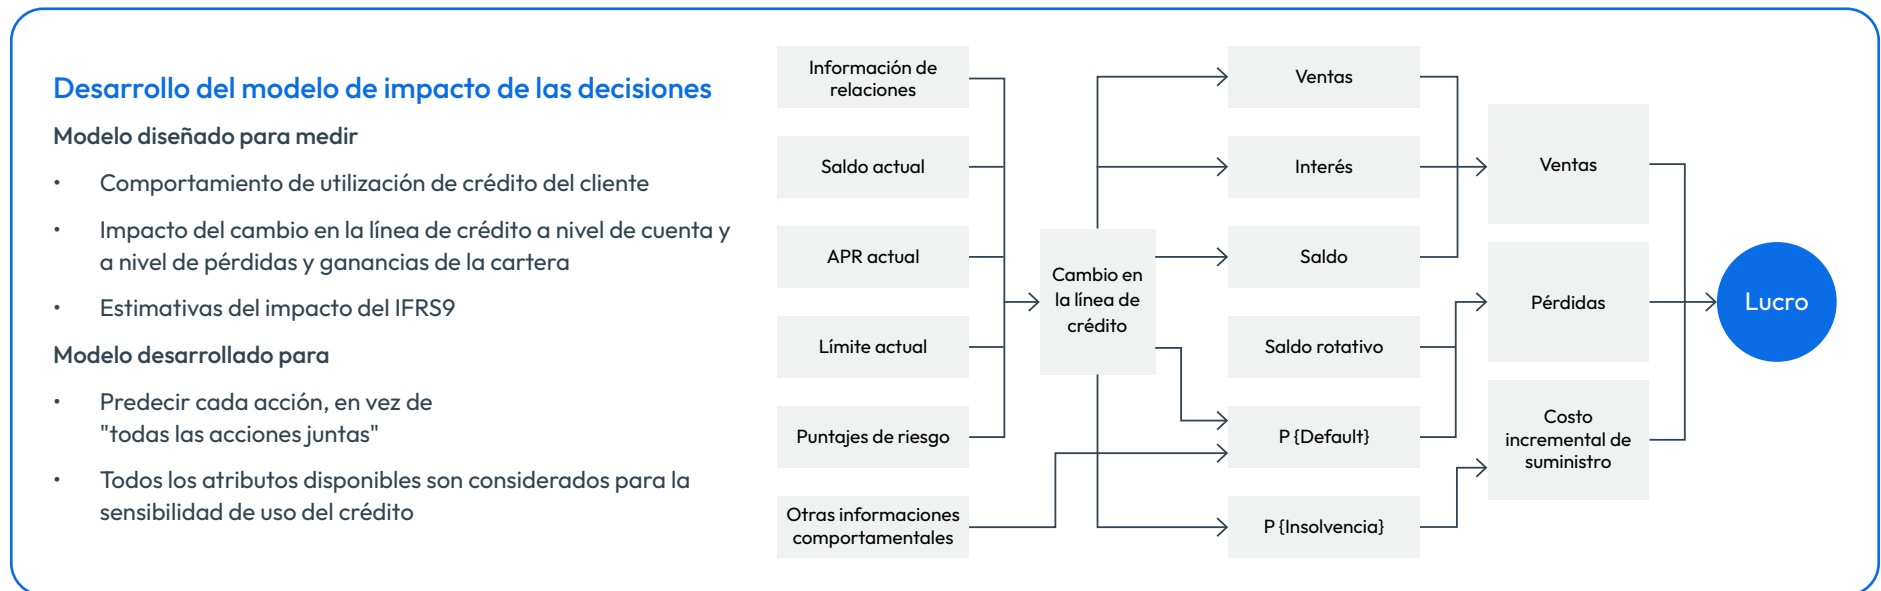 Desarrollo del modelo de impacto de las decisiones
Modelo diseñado para medir
• Comportamiento de utilización de crédito del cliente
• Impacto del cambio en la línea de crédito a nivel de cuenta y
a nivel de pérdidas y ganancias de la cartera
• Estimativas del impacto del IFRS9
Modelo desarrollado para
• Predecir cada acción, en vez de
"todas las acciones juntas"
• Todos los atributos disponibles son considerados para la
sensibilidad de uso del crédito
Información de
relaciones
Saldo actual
APR actual
Límite actual
Puntajes de riesgo
Otras informaciones
comportamentales
Cambio en
la línea de
crédito
Ventas
Interés
Saldo
Saldo rotativo
P {Default}
P {Insolvencia}
Ventas
Pérdidas
Costo
incremental de
suministro
Lucro